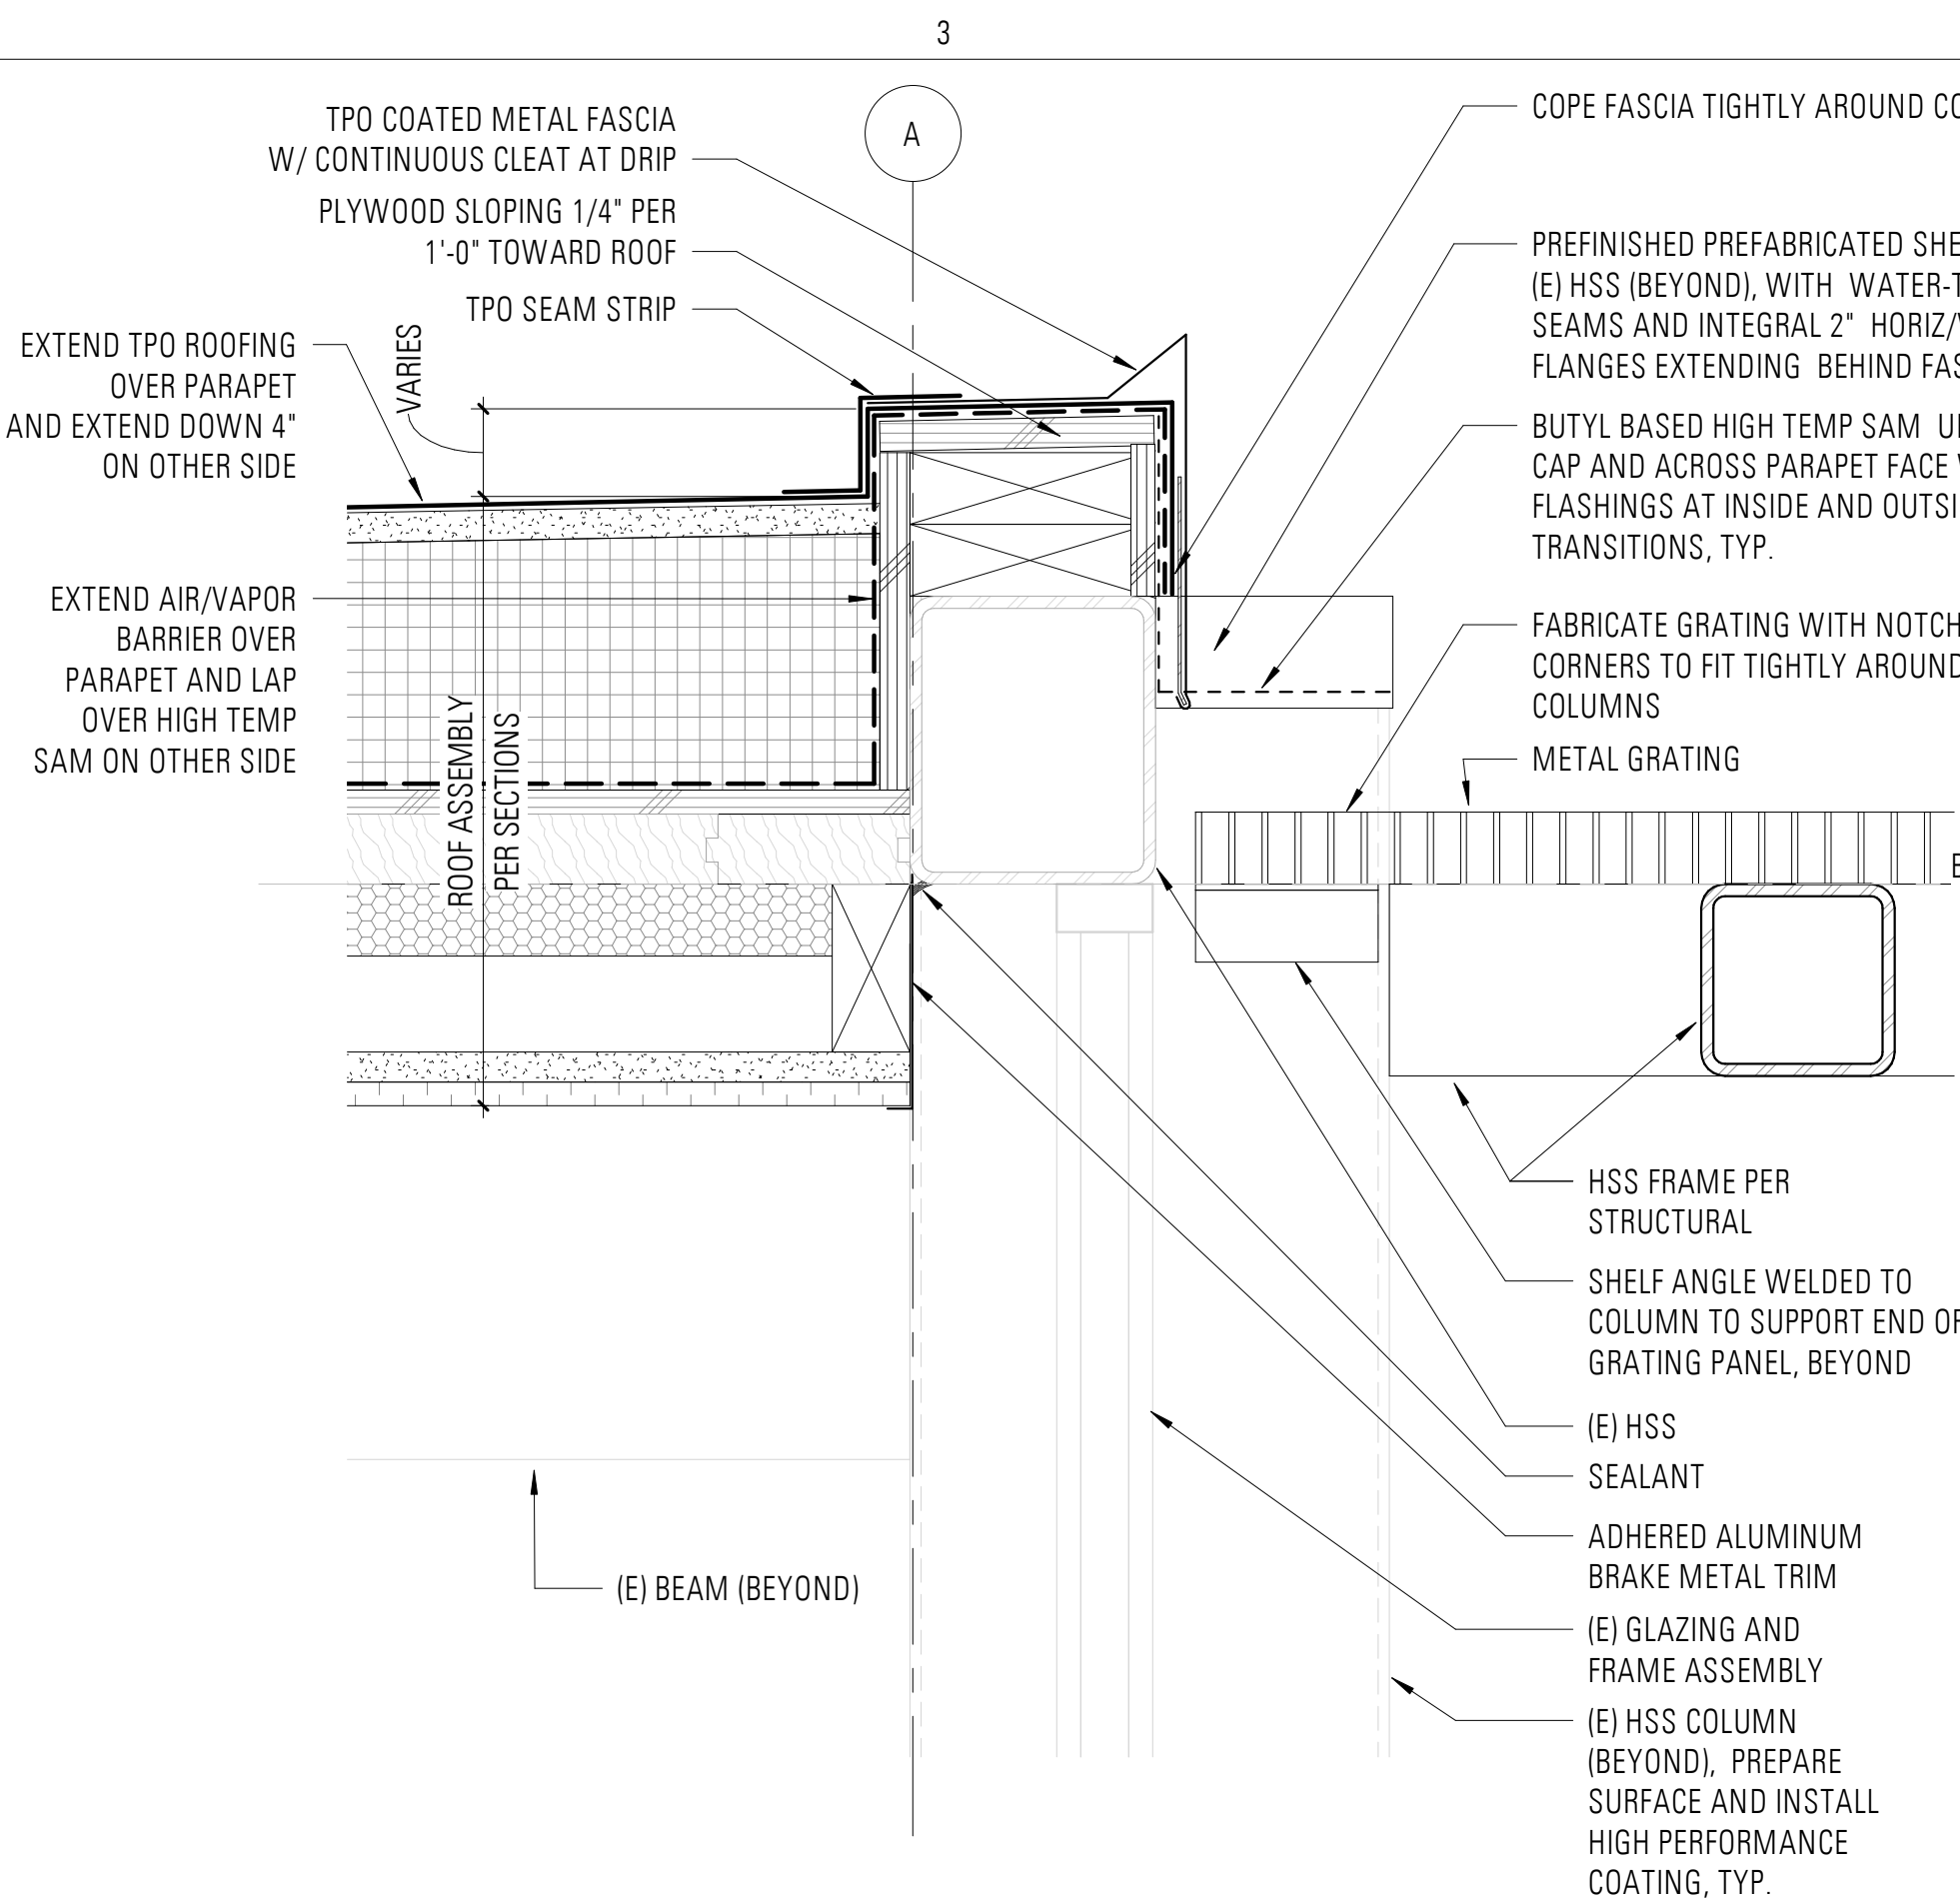 3
TPO COATED METAL FASCIA
W/ CONTINUOUS CLEAT AT DRIP
PLYWOOD SLOPING 1/4" PER
1'-0" TOWARD ROOF
TPO SEAM STRIP
A
EXTEND TPO ROOFING
OVER PARAPET
AND EXTEND DOWN 4"
ON OTHER SIDE
VARIES
EXTEND AIR/VAPOR
BARRIER OVER
PARAPET AND LAP
OVER HIGH TEMP
SAM ON OTHER SIDE
ROOF ASSEMBLY
PER SECTIONS
(E) BEAM (BEYOND)
COPE FASCIA TIGHTLY AROUND
PREFINISHED PREFABRICATED
(E) HSS (BEYOND), WITH WATER-
SEAMS AND INTEGRAL 2" HORIZ/
FLANGES EXTENDING BEHIND
BUTYL BASED HIGH TEMP SAM
CAP AND ACROSS PARAPET FACE
FLASHINGS AT INSIDE AND
TRANSITIONS, TYP.
FABRICATE GRATING WITH
CORNERS TO FIT TIGHTLY AROUND
COLUMNS
METAL GRATING
HSS FRAME PER
STRUCTURAL
SHELF ANGLE WELDED TO
COLUMN TO SUPPORT END OF
GRATING PANEL, BEYOND
(E) HSS
SEALANT
ADHERED ALUMINUM
BRAKE METAL TRIM
(E) GLAZING AND
FRAME ASSEMBLY
(E) HSS COLUMN
(BEYOND), PREPARE
SURFACE AND INSTALL
HIGH PERFORMANCE
COATING, TYP.